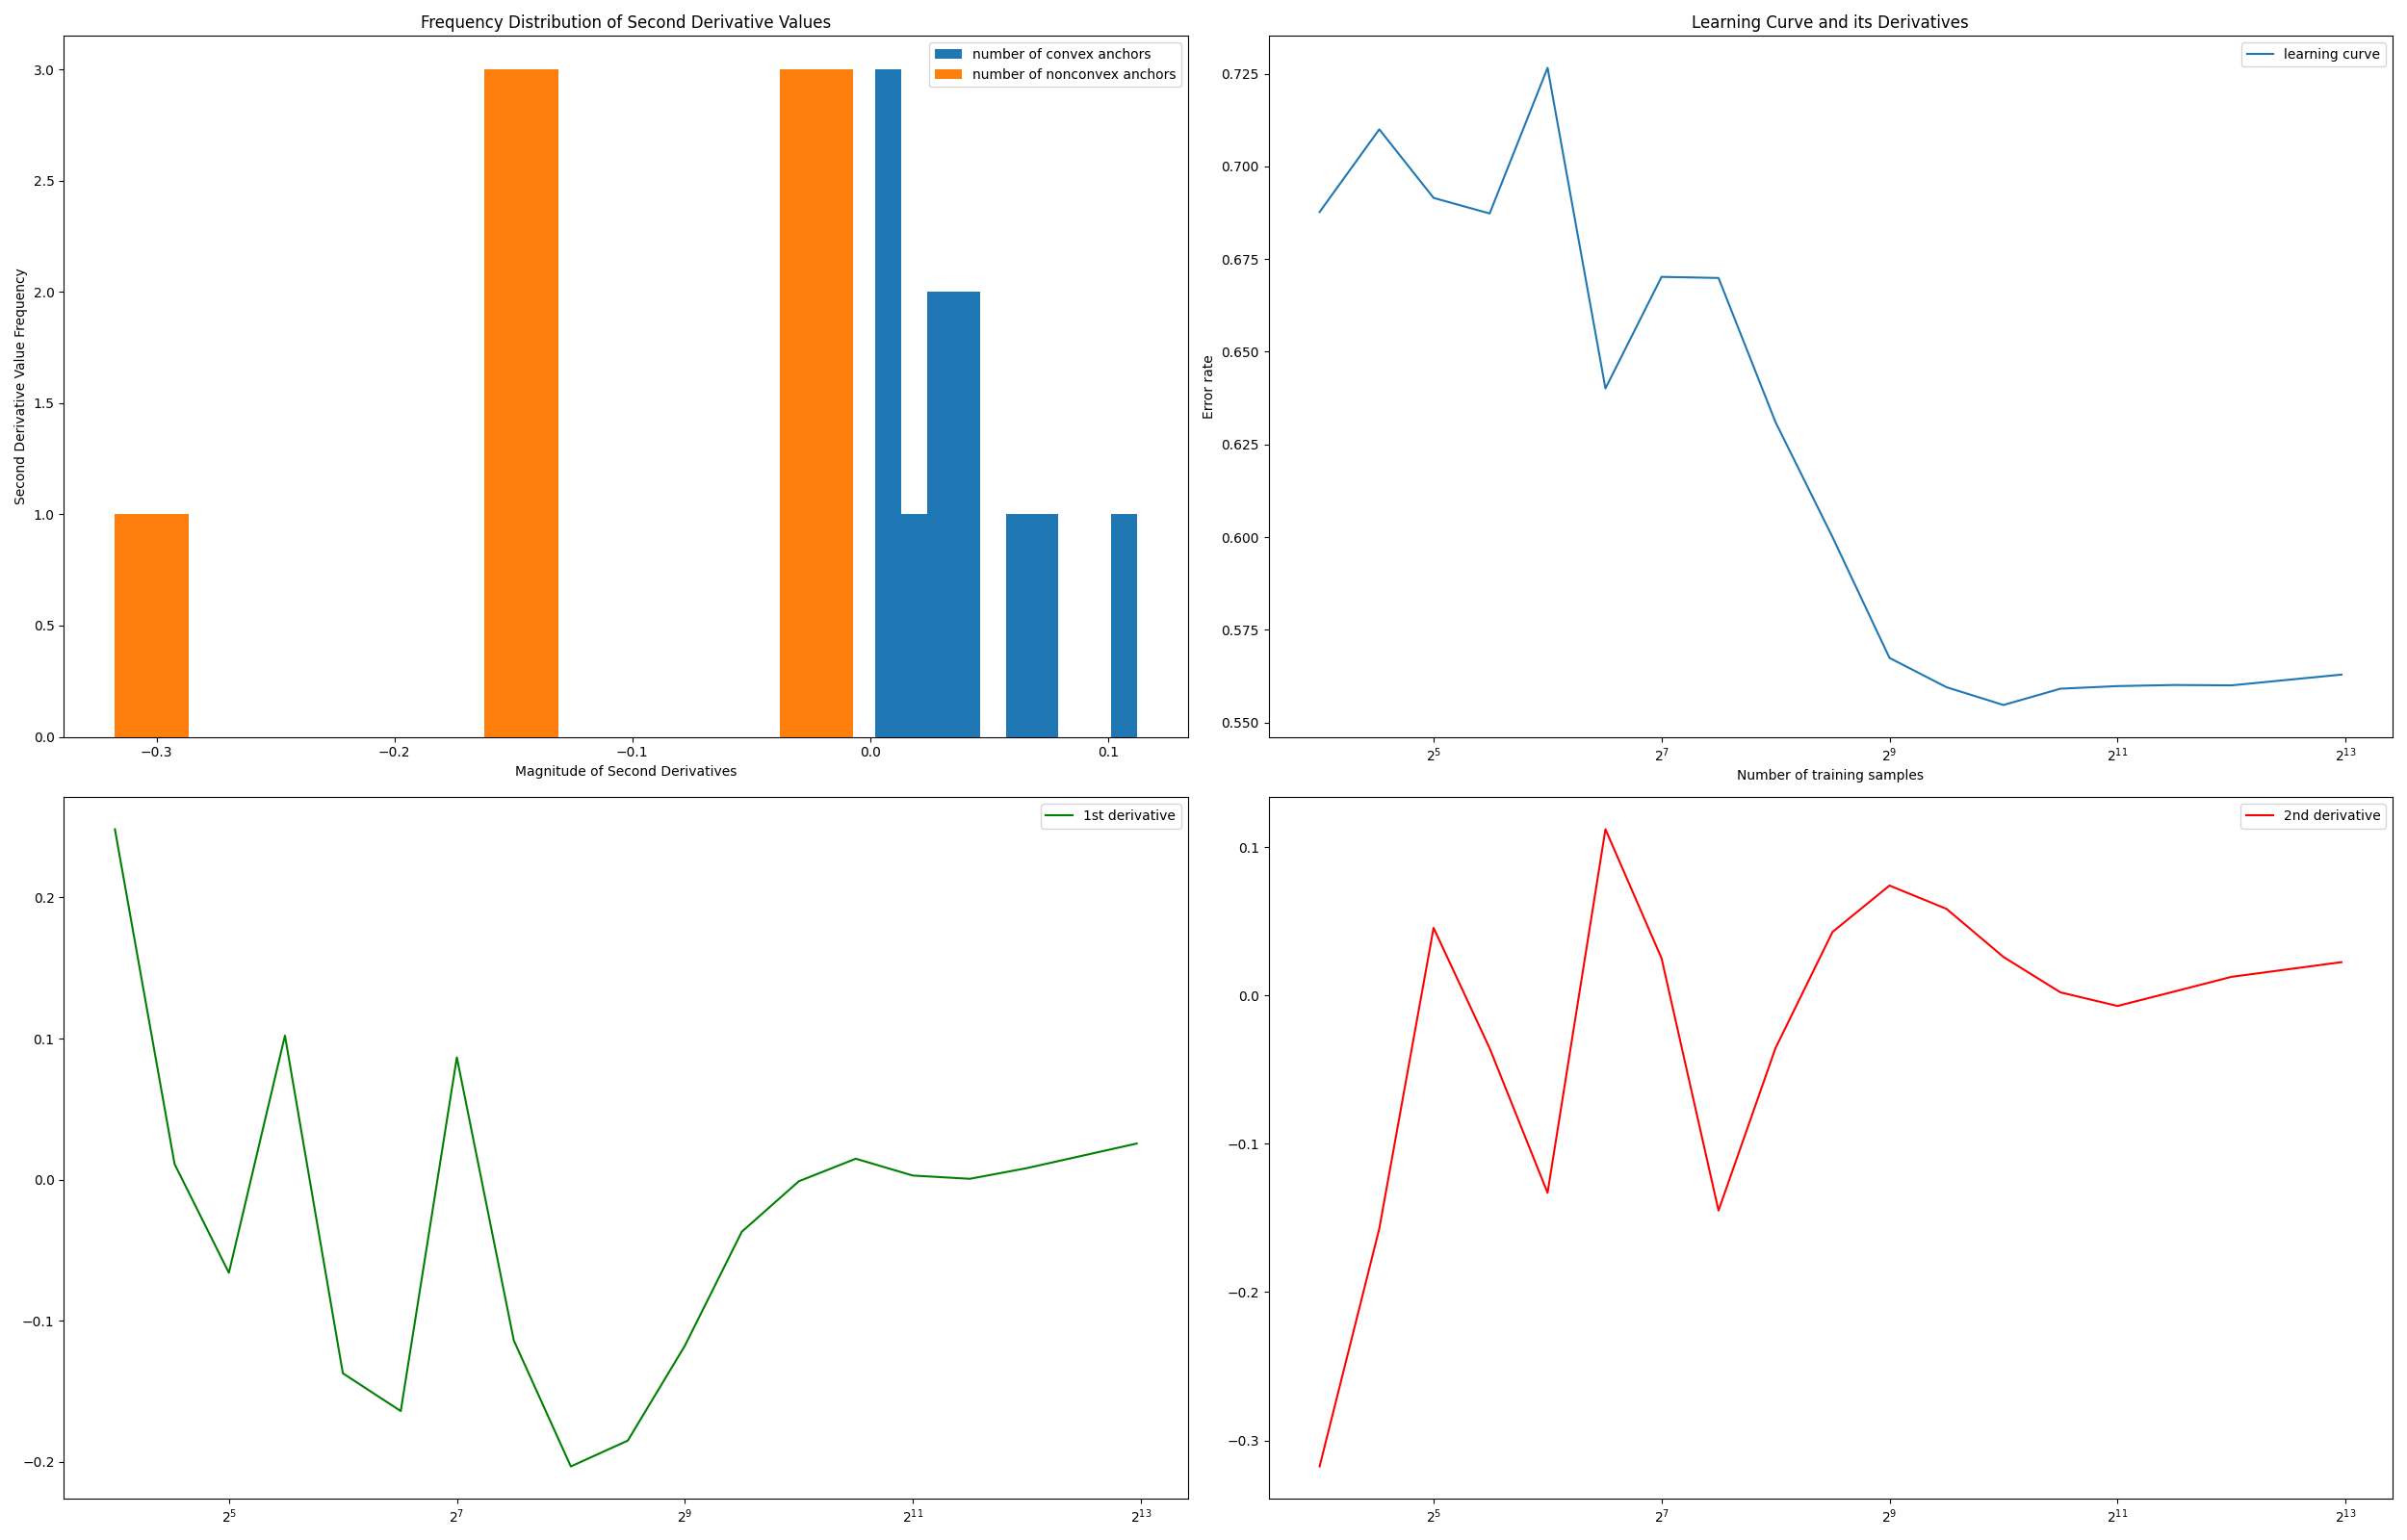 Frequency Distribution of Second Derivative Values
number of convex anchors
number of nonconvex anchors
Second Derivative Value Frequency
3.0
2.5
2.0
1.5
1.0
0.5
0.0
−0.3 −0.2 −0.1 0.0 0.1
Magnitude of Second Derivatives
Learning Curve and its Derivatives
learning curve
Error rate
0.725
0.700
0.675
0.650
0.625
0.600
0.575
0.550
2^5 2^7 2^9 2^11 2^13
Number of training samples
1st derivative
0.2
0.1
0.0
−0.1
−0.2
2^5 2^7 2^9 2^11 2^13
2nd derivative
0.1
0.0
−0.1
−0.2
−0.3
2^5 2^7 2^9 2^11 2^13